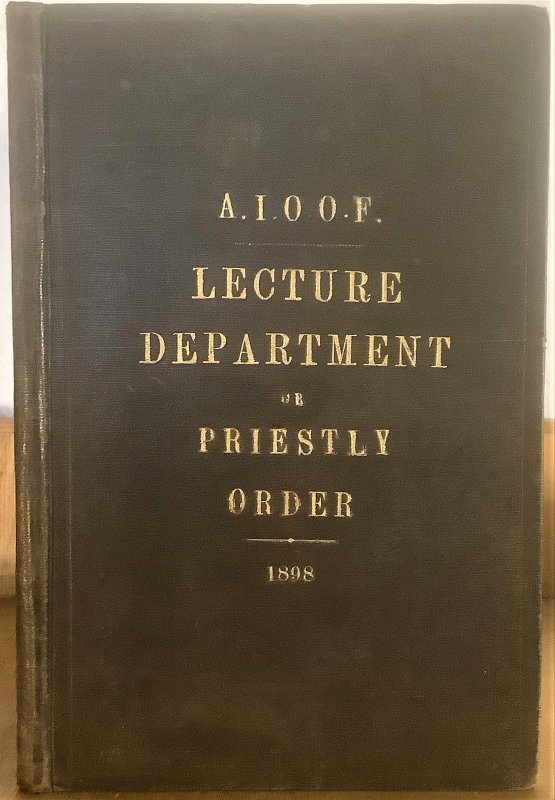 A.I.O O.F.
LECTURE
DEPARTMENT
OR
PRIESTLY
ORDER
1898